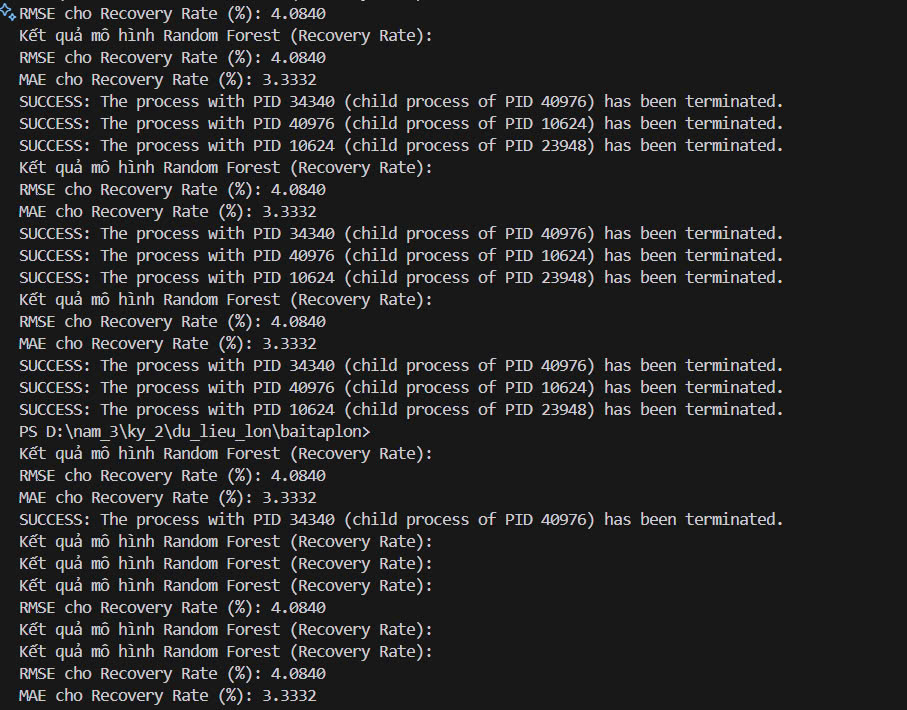 RMSE cho Recovery Rate (%): 4.0840
Kết quả mô hình Random Forest (Recovery Rate):
RMSE cho Recovery Rate (%): 4.0840
MAE cho Recovery Rate (%): 3.3332
SUCCESS: The process with PID 34340 (child process of PID 40976) has been terminated.
SUCCESS: The process with PID 40976 (child process of PID 10624) has been terminated.
SUCCESS: The process with PID 10624 (child process of PID 23948) has been terminated.
Kết quả mô hình Random Forest (Recovery Rate):
RMSE cho Recovery Rate (%): 4.0840
MAE cho Recovery Rate (%): 3.3332
SUCCESS: The process with PID 34340 (child process of PID 40976) has been terminated.
SUCCESS: The process with PID 40976 (child process of PID 10624) has been terminated.
SUCCESS: The process with PID 10624 (child process of PID 23948) has been terminated.
Kết quả mô hình Random Forest (Recovery Rate):
RMSE cho Recovery Rate (%): 4.0840
MAE cho Recovery Rate (%): 3.3332
SUCCESS: The process with PID 34340 (child process of PID 40976) has been terminated.
SUCCESS: The process with PID 40976 (child process of PID 10624) has been terminated.
SUCCESS: The process with PID 10624 (child process of PID 23948) has been terminated.
PS D:\nam_3\ky_2\du_lieu_lon\baitaplon>
Kết quả mô hình Random Forest (Recovery Rate):
RMSE cho Recovery Rate (%): 4.0840
MAE cho Recovery Rate (%): 3.3332
SUCCESS: The process with PID 34340 (child process of PID 40976) has been terminated.
Kết quả mô hình Random Forest (Recovery Rate):
Kết quả mô hình Random Forest (Recovery Rate):
Kết quả mô hình Random Forest (Recovery Rate):
RMSE cho Recovery Rate (%): 4.0840
Kết quả mô hình Random Forest (Recovery Rate):
Kết quả mô hình Random Forest (Recovery Rate):
RMSE cho Recovery Rate (%): 4.0840
MAE cho Recovery Rate (%): 3.3332